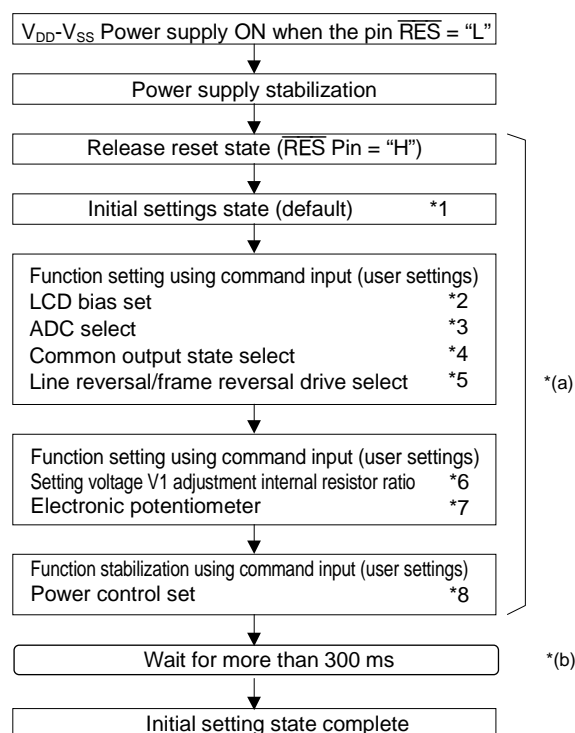 V_DD-V_SS Power supply ON when the pin R̅E̅S̅ = “L”
Power supply stabilization
Release reset state (R̅E̅S̅ Pin = “H”)
Initial settings state (default) *1
Function setting using command input (user settings)
LCD bias set *2
ADC select *3
Common output state select *4
Line reversal/frame reversal drive select *5
*(a)
Function setting using command input (user settings)
Setting voltage V1 adjustment internal resistor ratio *6
Electronic potentiometer *7
Function stabilization using command input (user settings)
Power control set *8
Wait for more than 300 ms *(b)
Initial setting state complete